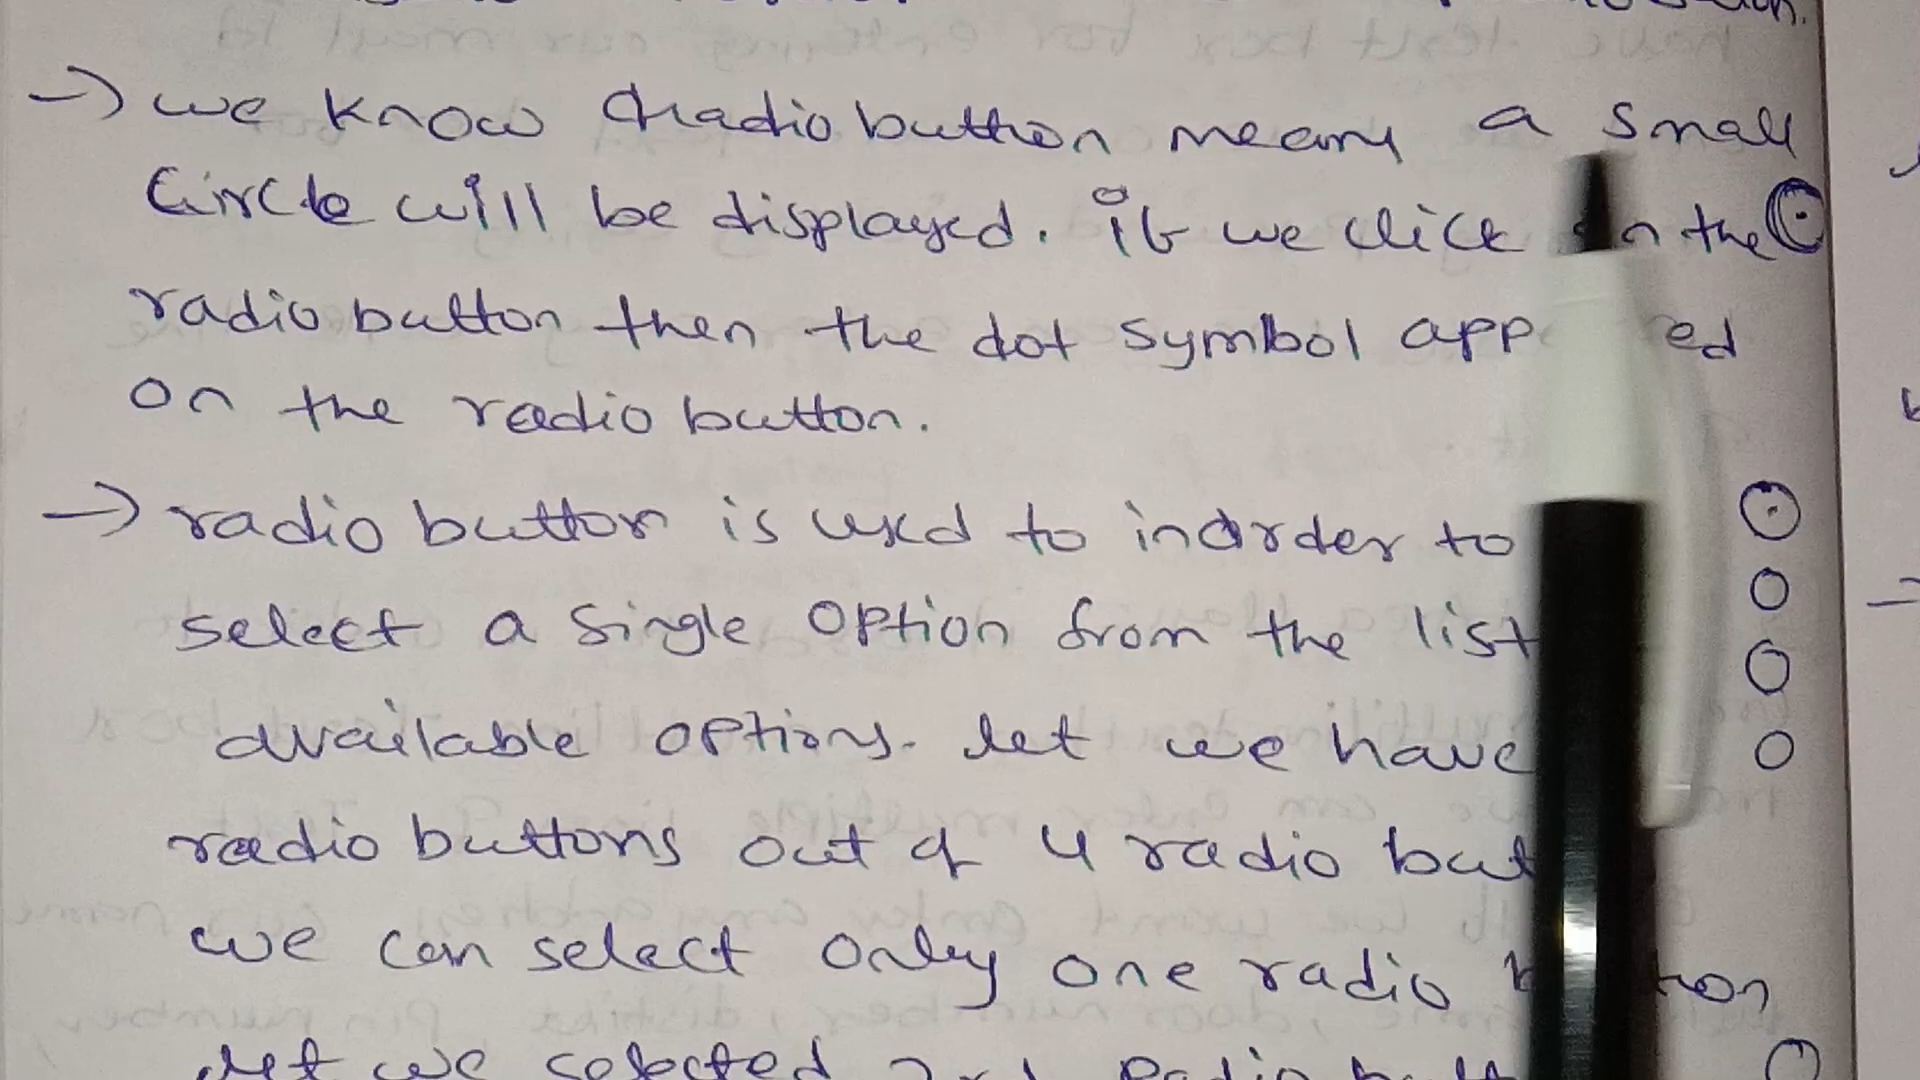 → we know radio button means a small
Circle will be displayed. if we click on the
radio button then the dot symbol app ed
on the radio button.
→ radio button is used to inorder to
select a single option from the list
available options. let we have
radio buttons out of 4 radio but
we can select only one radio b
let we selected